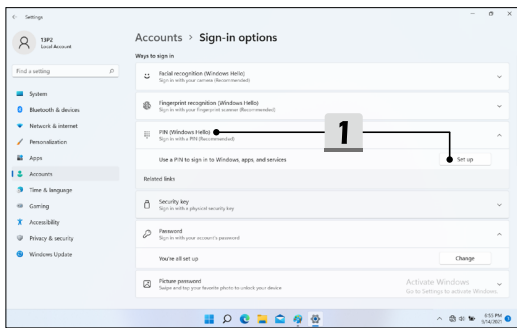 Settings
13P2
Local Account
Find a setting
System
Bluetooth & devices
Network & internet
Personalization
Apps
Accounts
Time & language
Gaming
Accessibility
Privacy & security
Windows Update
Accounts > Sign-in options
Ways to sign in
Facial recognition (Windows Hello)
Sign in with your camera (Recommended)
Fingerprint recognition (Windows Hello)
Sign in with your fingerprint scanner (Recommended)
PIN (Windows Hello)
Sign in with a PIN (Recommended)
1
Use a PIN to sign in to Windows, apps, and services
Set up
Related links
Security key
Sign in with a physical security key
Password
Sign in with your account's password
You're all set up
Change
Picture password
Swipe and tap your favorite photo to unlock your device
Activate Windows
Go to Settings to activate Windows.
6:55 PM
9/14/2021